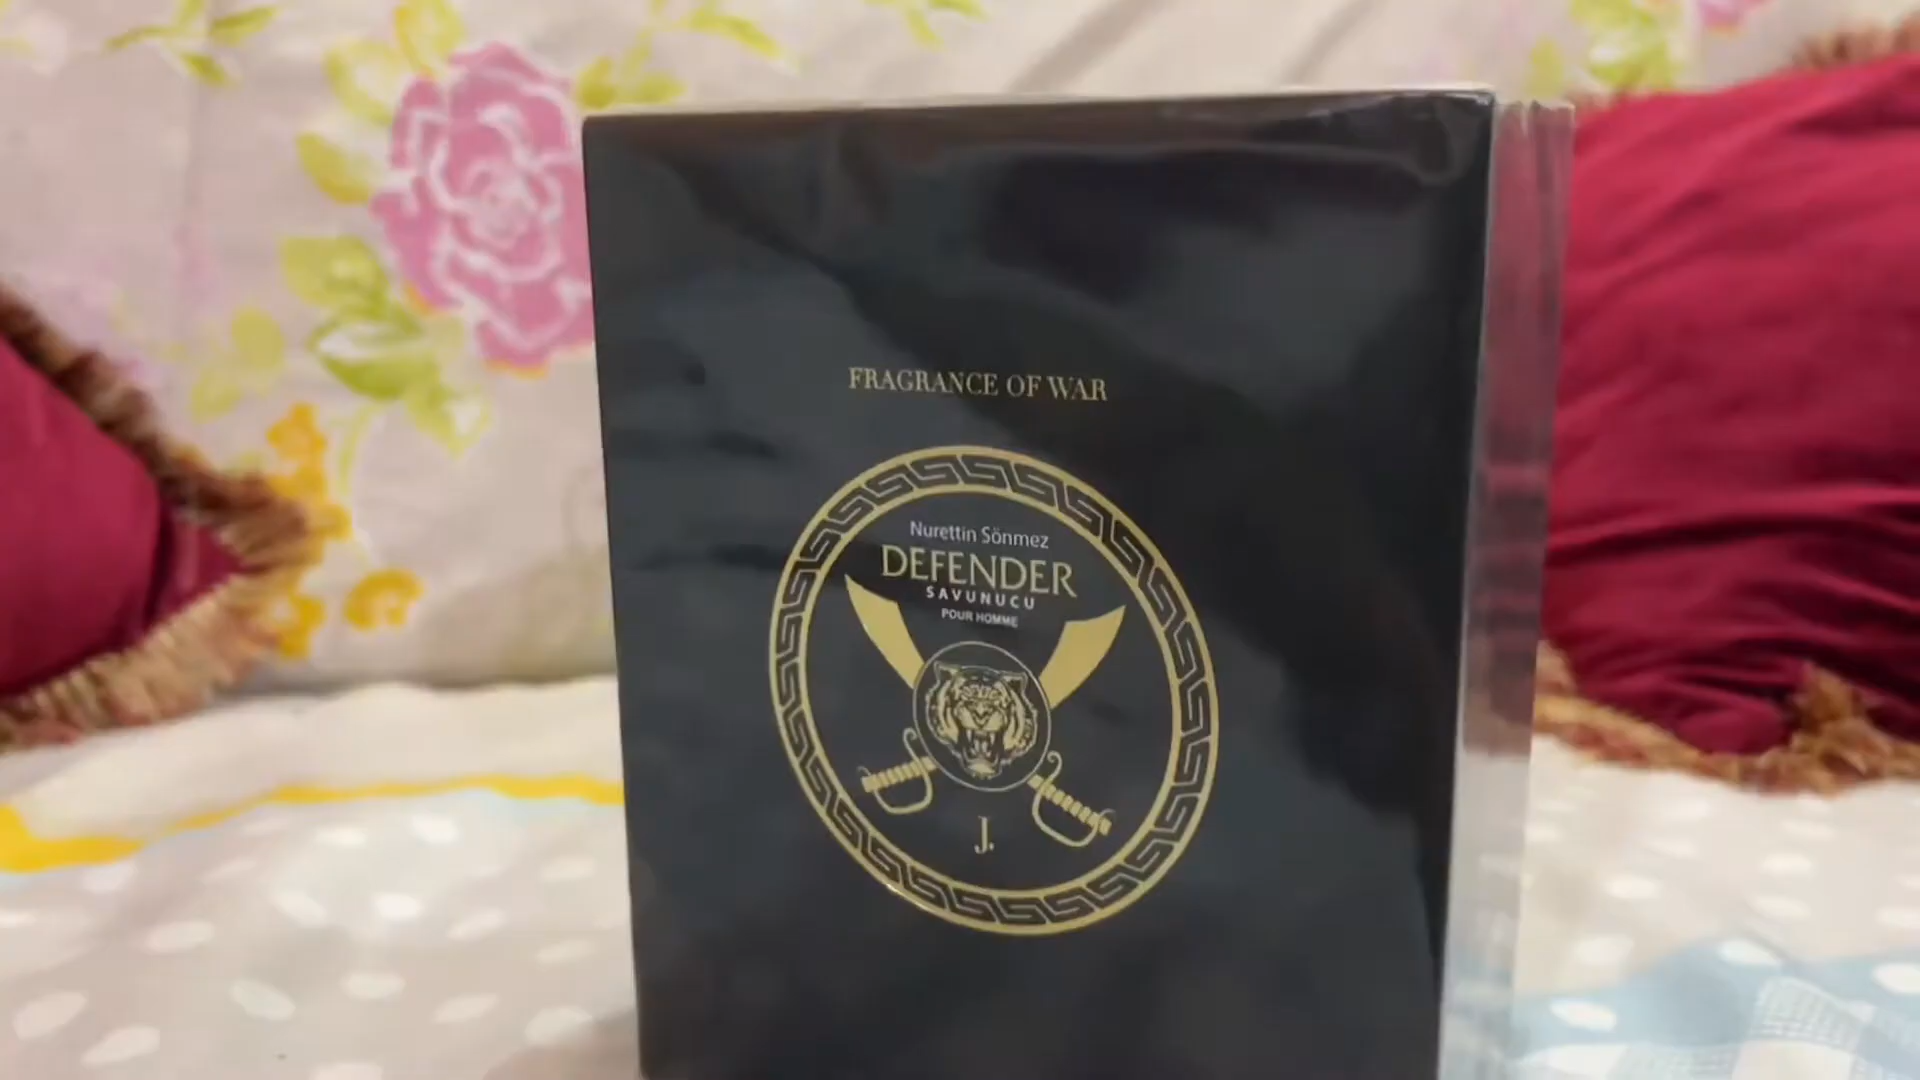 FRAGRANCE OF WAR
Nurettin Sönmez
DEFENDER
SAVUNUCU
POUR HOMME
J.